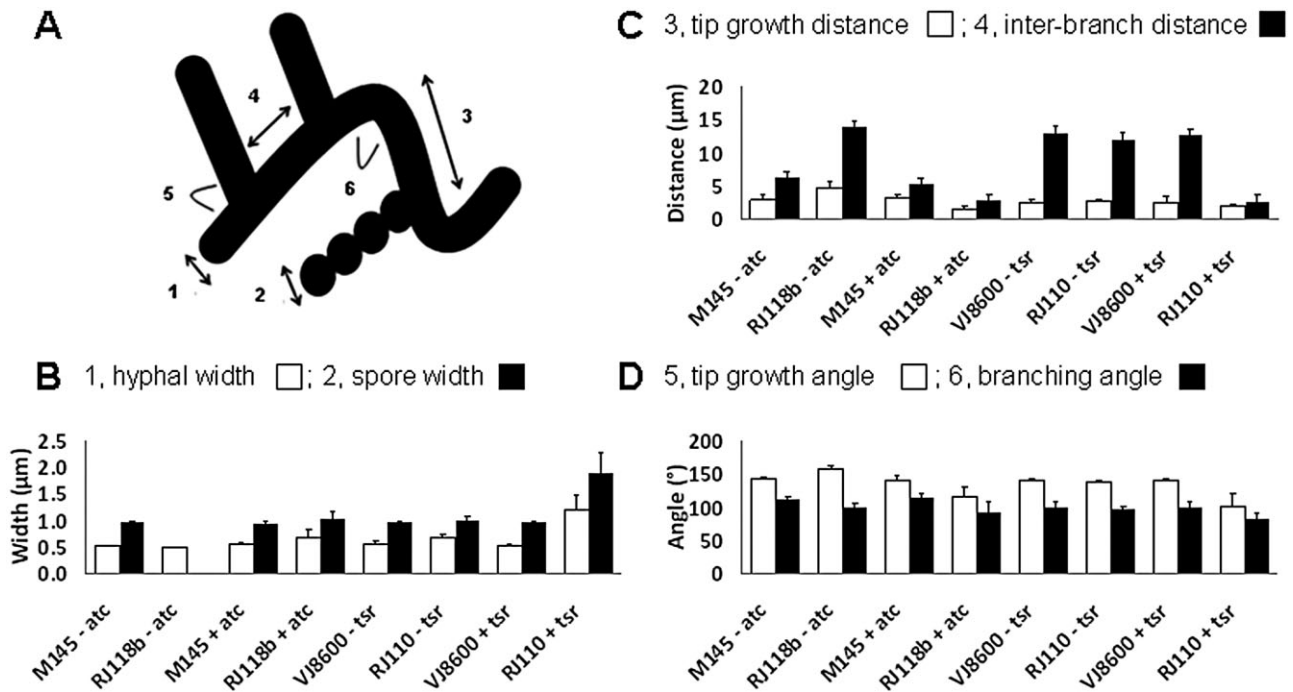 A
4
3
5
6
1
2
C 3, tip growth distance ; 4, inter-branch distance
Distance (µm)
20
15
10
5
0
M145 - atc
RJ118b - atc
M145 + atc
RJ118b + atc
VJ8600 - tsr
RJ110 - tsr
VJ8600 + tsr
RJ110 + tsr
B 1, hyphal width ; 2, spore width
Width (µm)
2.5
2.0
1.5
1.0
0.5
0.0
M145 - atc
RJ118b - atc
M145 + atc
RJ118b + atc
VJ8600 - tsr
RJ110 - tsr
VJ8600 + tsr
RJ110 + tsr
D 5, tip growth angle ; 6, branching angle
Angle (°)
200
150
100
50
0
M145 - atc
RJ118b - atc
M145 + atc
RJ118b + atc
VJ8600 - tsr
RJ110 - tsr
VJ8600 + tsr
RJ110 + tsr